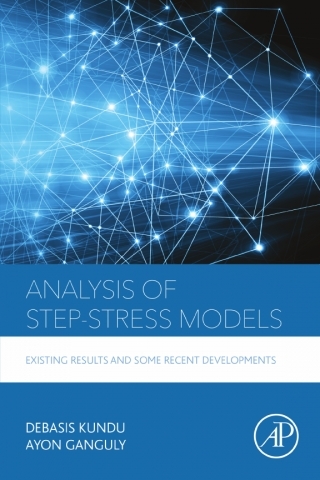 ANALYSIS OF
STEP-STRESS MODELS
EXISTING RESULTS AND SOME RECENT DEVELOPMENTS
DEBASIS KUNDU
AYON GANGULY
AP